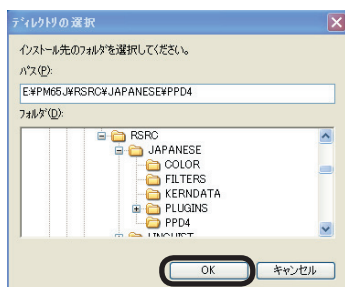 ディレクトリの選択
インストール先のフォルダを選択してください。
パス(P):
E:¥PM65J¥RSRC¥JAPANESE¥PPD4
フォルダ(D):
RSRC
JAPANESE
COLOR
FILTERS
KERNDATA
PLUGINS
PPD4
LINGUIST
OK キャンセル